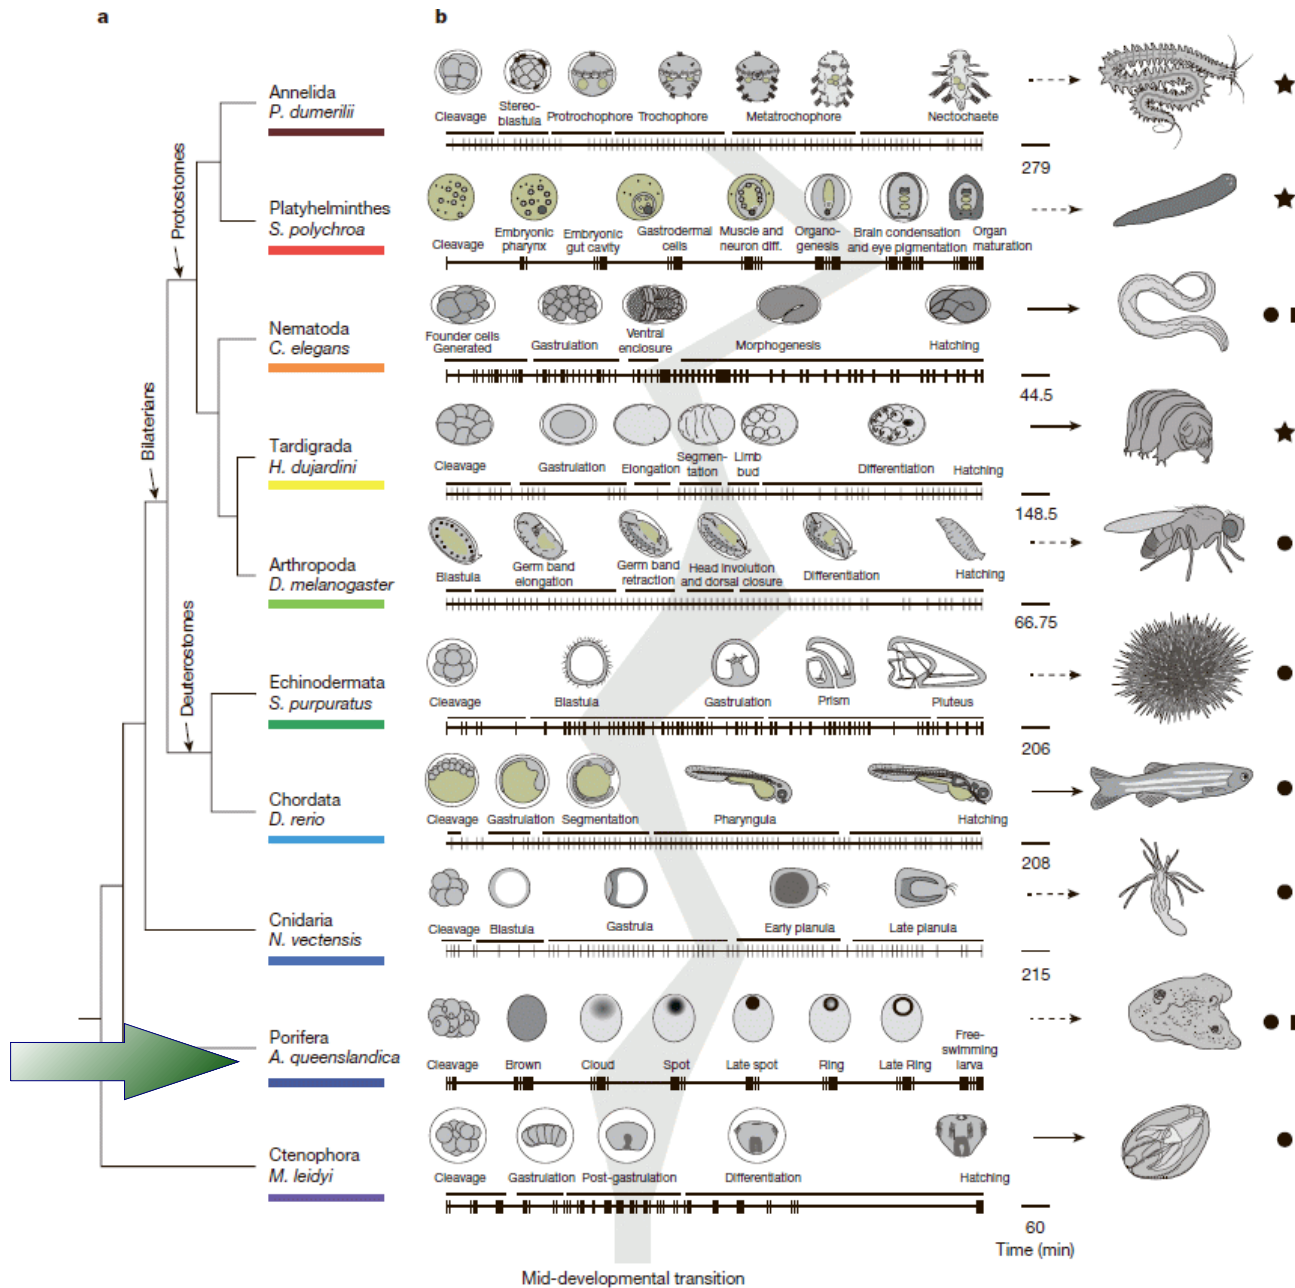 a
b
Annelida
P. dumerilii
Platyhelminthes
S. polychroa
Nematoda
C. elegans
Tardigrada
H. dujardini
Arthropoda
D. melanogaster
Echinodermata
S. purpuratus
Chordata
D. rerio
Cnidaria
N. vectensis
Porifera
A. queenslandica
Ctenophora
M. leidyi
Protostomes
Bilaterians
Deuterostomes
Cleavage
Stereo-
blastula
Protrochophore
Trochophore
Metatrochophore
Nectochaete
279
Cleavage
Embryonic
pharynx
Embryonic
gut cavity
Gastrodermal
cells
Muscle and
neuron diff.
Organo-
genesis
Brain condensation
and eye pigmentation
Organ
maturation
Founder cells
Generated
Gastrulation
Ventral
enclosure
Morphogenesis
Hatching
44.5
Cleavage
Gastrulation
Elongation
Segmen-
tation
Limb
bud
Differentiation
Hatching
148.5
Blastula
Germ band
elongation
Germ band
retraction
Head involution
and dorsal closure
Differentiation
Hatching
66.75
Cleavage
Blastula
Gastrulation
Prism
Pluteus
206
Cleavage
Gastrulation
Segmentation
Pharyngula
Hatching
208
Cleavage
Blastula
Gastrula
Early planula
Late planula
215
Cleavage
Brown
Cloud
Spot
Late spot
Ring
Late Ring
Free-
swimming
larva
Cleavage
Gastrulation
Post-gastrulation
Differentiation
Hatching
60
Time (min)
Mid-developmental transition